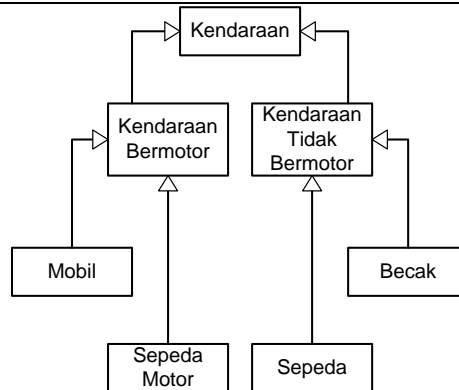 Kendaraan
Kendaraan
Bermotor
Kendaraan
Tidak
Bermotor
Mobil
Becak
Sepeda
Motor
Sepeda